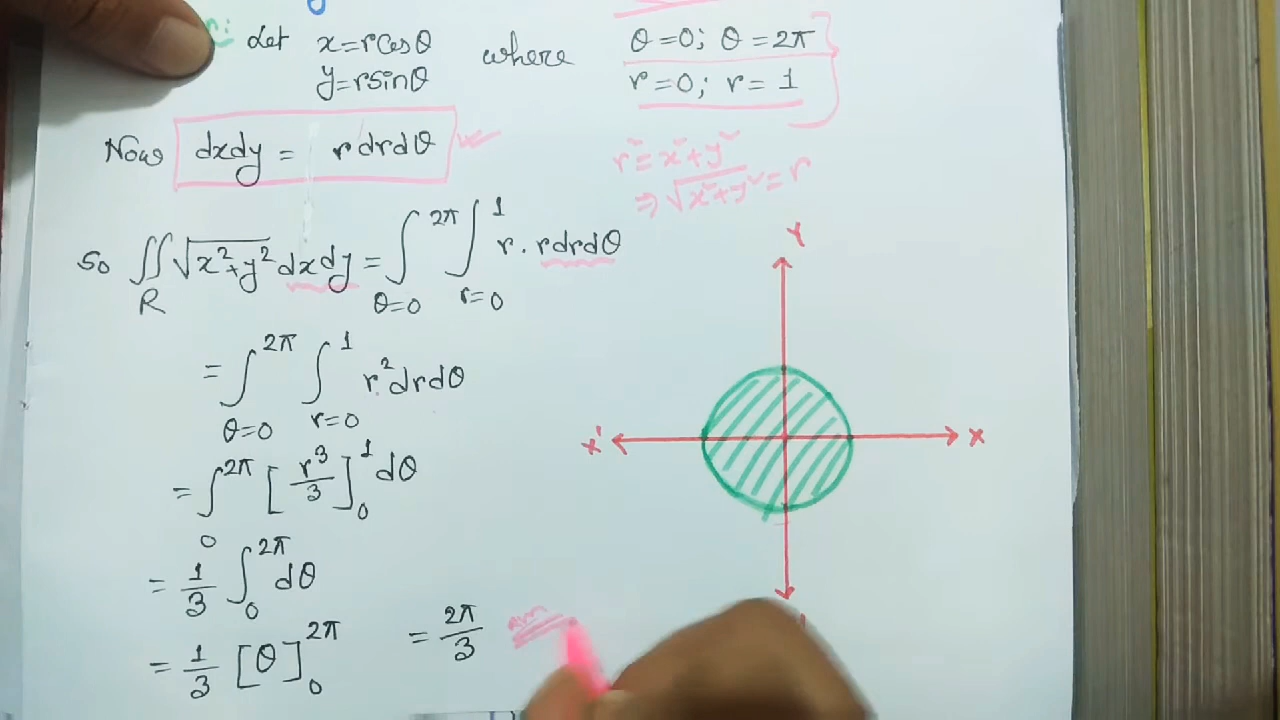 Let x=rcosθ where θ=0; θ=2π
y=rsinθ r=0; r=1
Now dxdy = rdrdθ
r²=x²+y²
⇒√x²+y²=r
So ∬_R √x²+y² dxdy = ∫_{θ=0}^{2π} ∫_{r=0}^{1} r.rdrdθ
= ∫_{θ=0}^{2π} ∫_{r=0}^{1} r²drdθ
= ∫_0^{2π} [r³/3]_0^1 dθ
= 1/3 ∫_0^{2π} dθ
= 1/3 [θ]_0^{2π} = 2π/3
Y
X' X